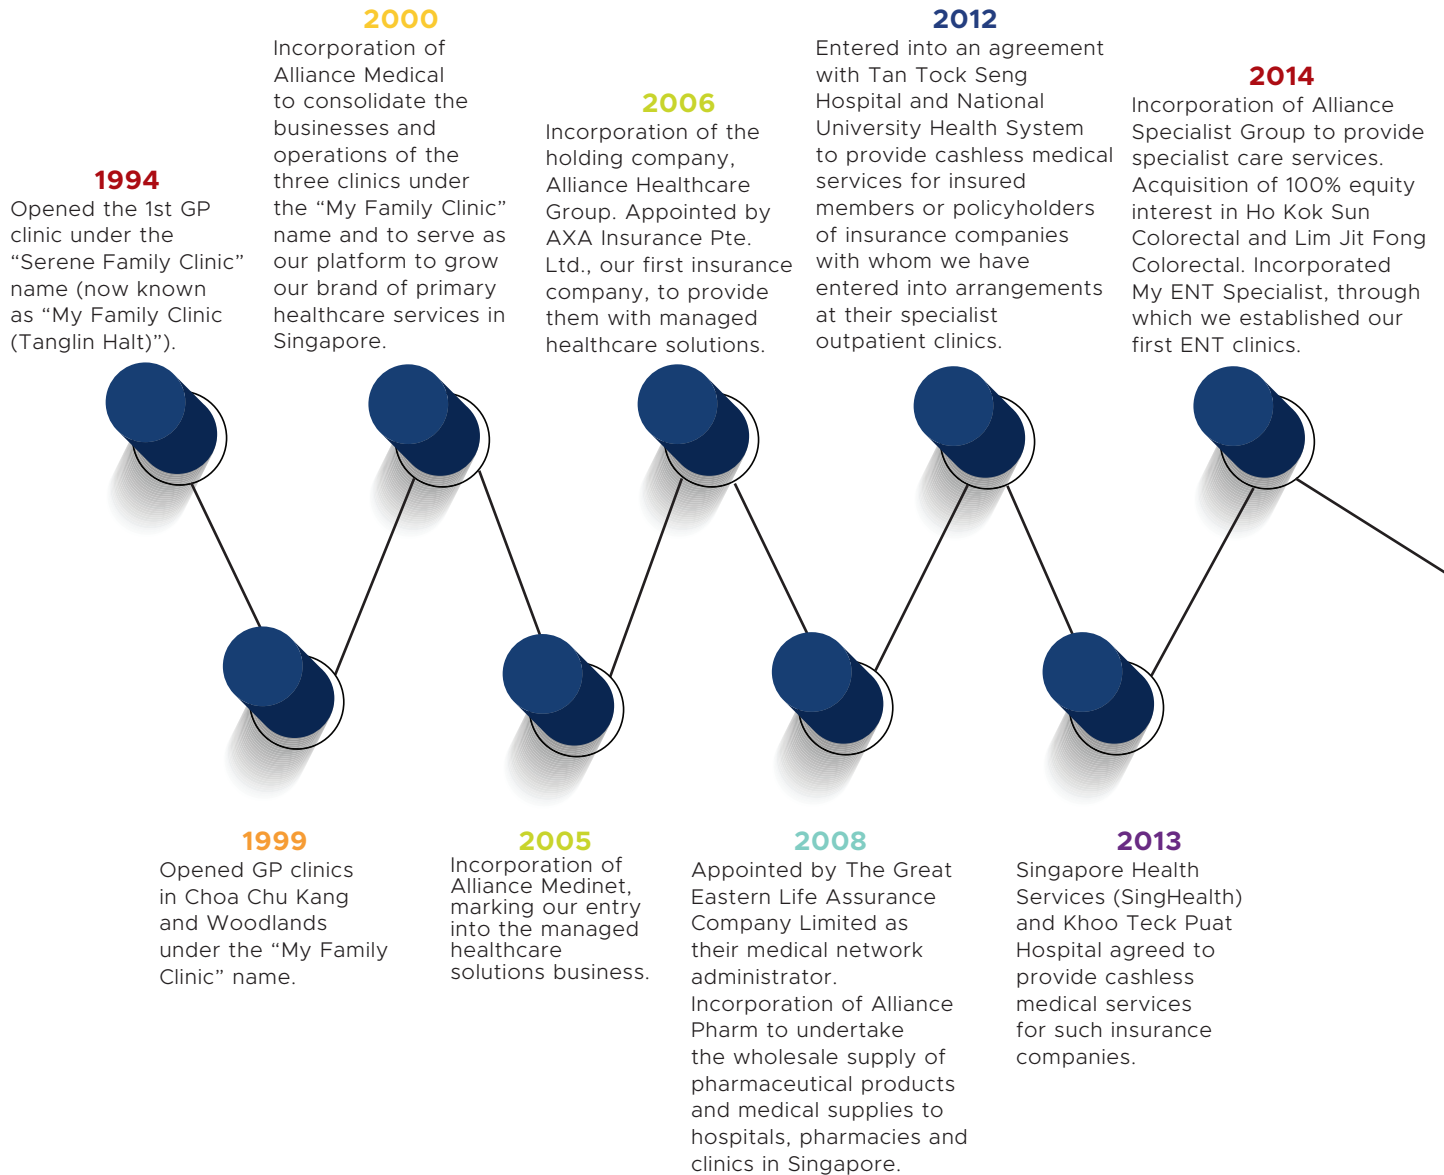 1994
Opened the 1st GP
clinic under the
“Serene Family Clinic”
name (now known
as “My Family Clinic
(Tanglin Halt)”).
1999
Opened GP clinics
in Choa Chu Kang
and Woodlands
under the “My Family
Clinic” name.
2000
Incorporation of
Alliance Medical
to consolidate the
businesses and
operations of the
three clinics under
the “My Family Clinic”
name and to serve as
our platform to grow
our brand of primary
healthcare services in
Singapore.
2005
Incorporation of
Alliance Medinet,
marking our entry
into the managed
healthcare
solutions business.
2006
Incorporation of the
holding company,
Alliance Healthcare
Group. Appointed by
AXA Insurance Pte.
Ltd., our first insurance
company, to provide
them with managed
healthcare solutions.
2008
Appointed by The Great
Eastern Life Assurance
Company Limited as
their medical network
administrator.
Incorporation of Alliance
Pharm to undertake
the wholesale supply of
pharmaceutical products
and medical supplies to
hospitals, pharmacies and
clinics in Singapore.
2012
Entered into an agreement
with Tan Tock Seng
Hospital and National
University Health System
to provide cashless medical
services for insured
members or policyholders
of insurance companies
with whom we have
entered into arrangements
at their specialist
outpatient clinics.
2013
Singapore Health
Services (SingHealth)
and Khoo Teck Puat
Hospital agreed to
provide cashless
medical services
for such insurance
companies.
2014
Incorporation of Alliance
Specialist Group to provide
specialist care services.
Acquisition of 100% equity
interest in Ho Kok Sun
Colorectal and Lim Jit Fong
Colorectal. Incorporated
My ENT Specialist, through
which we established our
first ENT clinics.